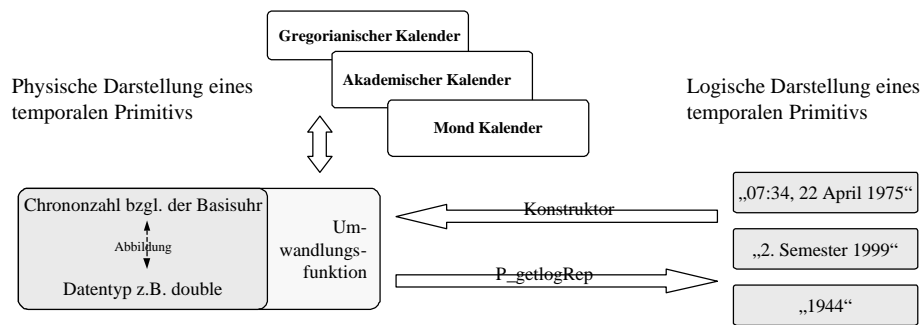 Gregorianischer Kalender
Akademischer Kalender
Mond Kalender
Physische Darstellung eines
temporalen Primitivs
Logische Darstellung eines
temporalen Primitivs
Chrononzahl bzgl. der Basisuhr
Abbildung
Datentyp z.B. double
Um-
wandlungs-
funktion
Konstruktor
P_getlogRep
„07:34, 22 April 1975“
„2. Semester 1999“
„1944“